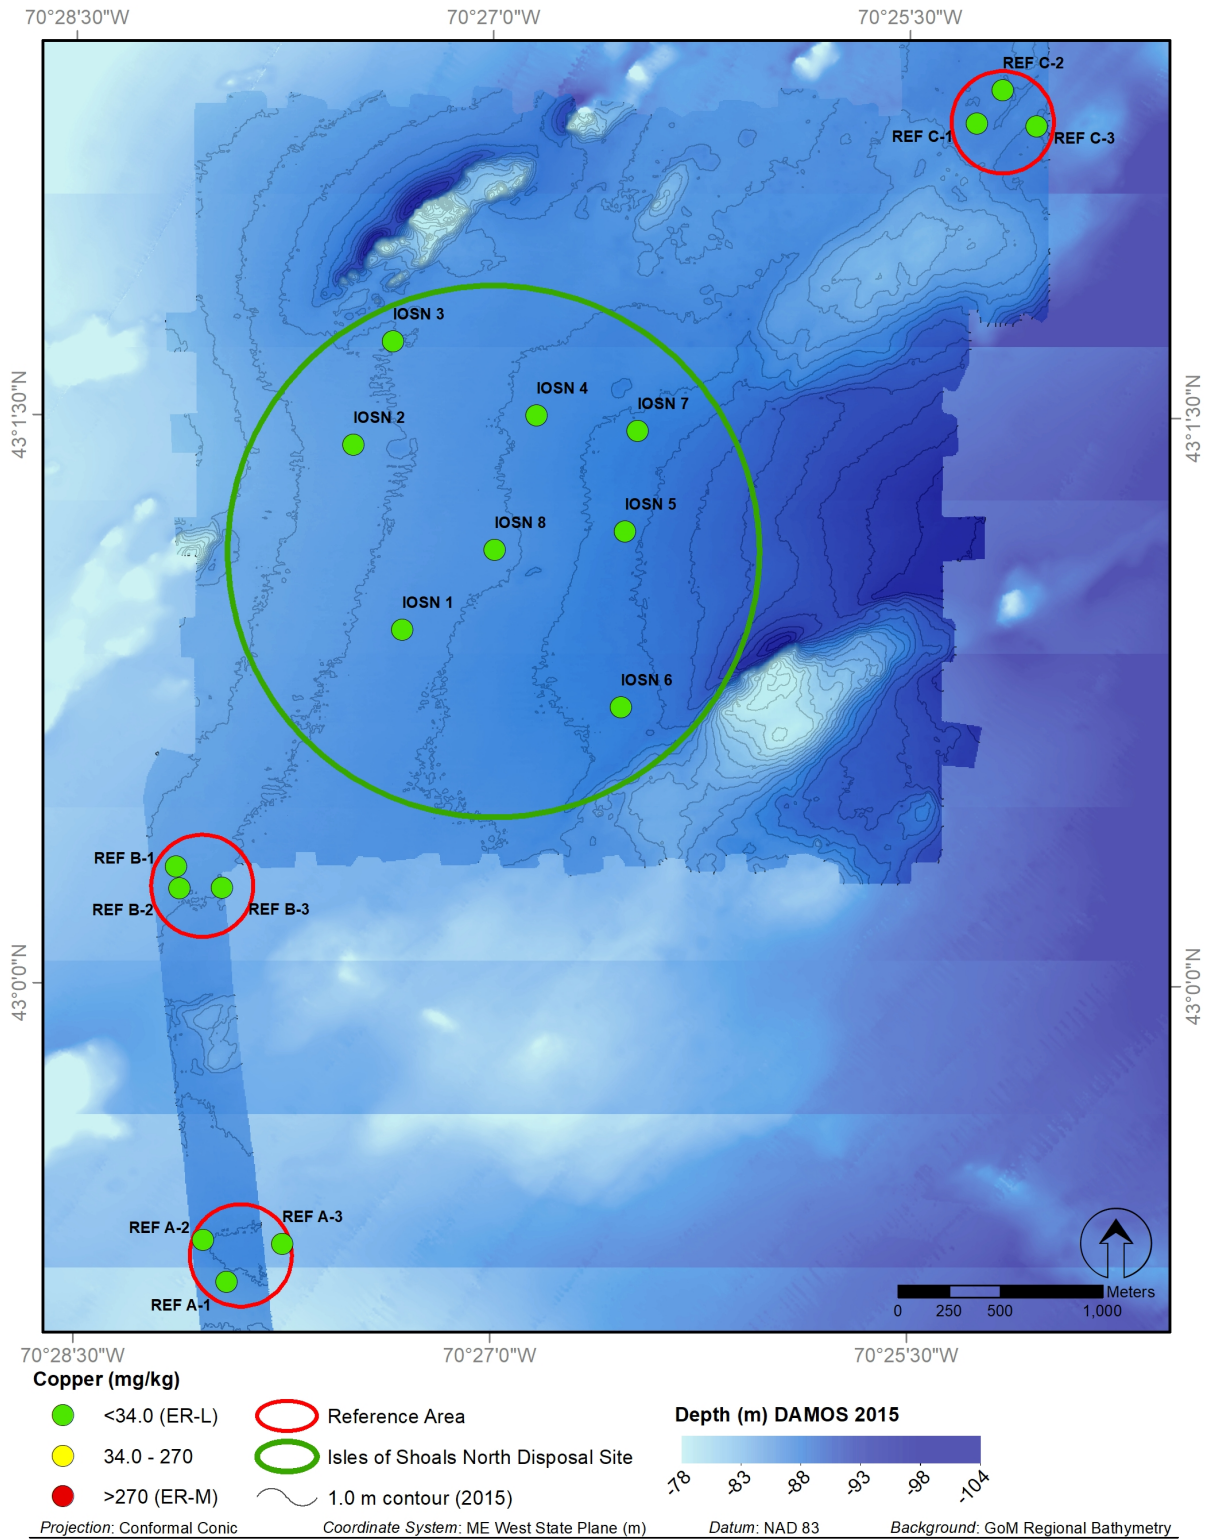 70°28'30"W 70°27'0"W 70°25'30"W
REF C-2
REF C-1
REF C-3
IOSN 3
IOSN 4
IOSN 7
IOSN 2
43°1'30"N
43°1'30"N
IOSN 5
IOSN 8
IOSN 1
IOSN 6
REF B-1
REF B-2
REF B-3
43°0'0"N
43°0'0"N
REF A-3
REF A-2
REF A-1
Meters
0 250 500 1,000
70°28'30"W 70°27'0"W 70°25'30"W
Copper (mg/kg)
<34.0 (ER-L)
34.0 - 270
>270 (ER-M)
Reference Area
Isles of Shoals North Disposal Site
1.0 m contour (2015)
Depth (m) DAMOS 2015
-78 -83 -88 -93 -98 -104
Projection: Conformal Conic Coordinate System: ME West State Plane (m) Datum: NAD 83 Background: GoM Regional Bathymetry